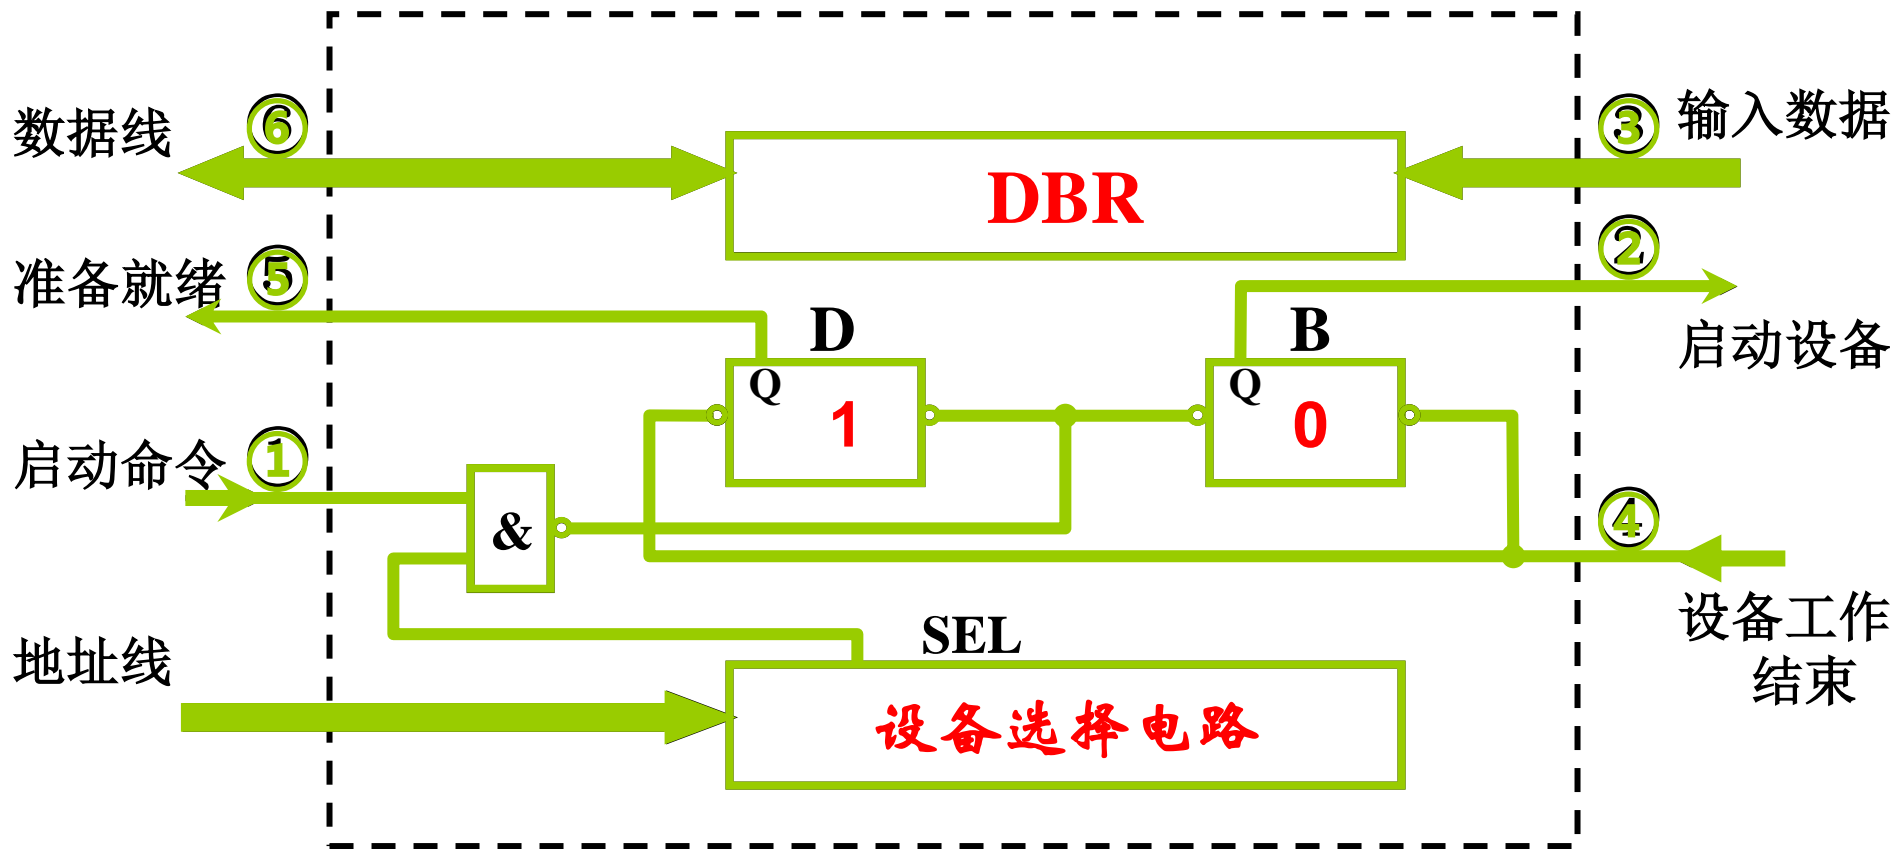 数据线 ⑥ ③ 输入数据
DBR
② 启动设备
准备就绪 ⑤
D B
Q 1 Q 0
启动命令 ①
&
④ 设备工作
结束
SEL
地址线
设备选择电路